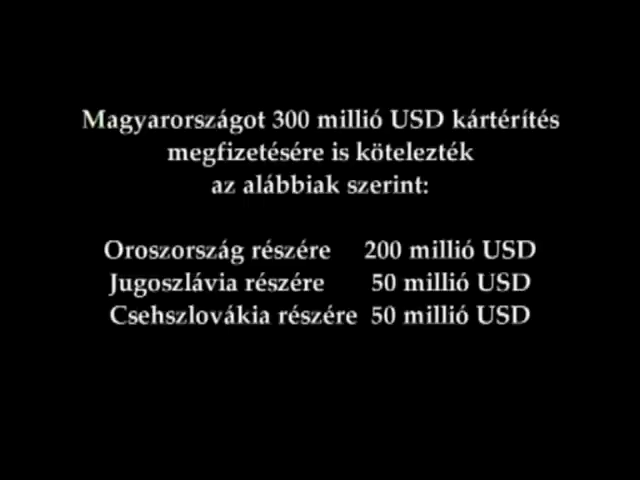 Magyarországot 300 millió USD kártérítés
megfizetésére is kötelezték
az alábbiak szerint:
Oroszország részére 200 millió USD
Jugoszlávia részére 50 millió USD
Csehszlovákia részére 50 millió USD